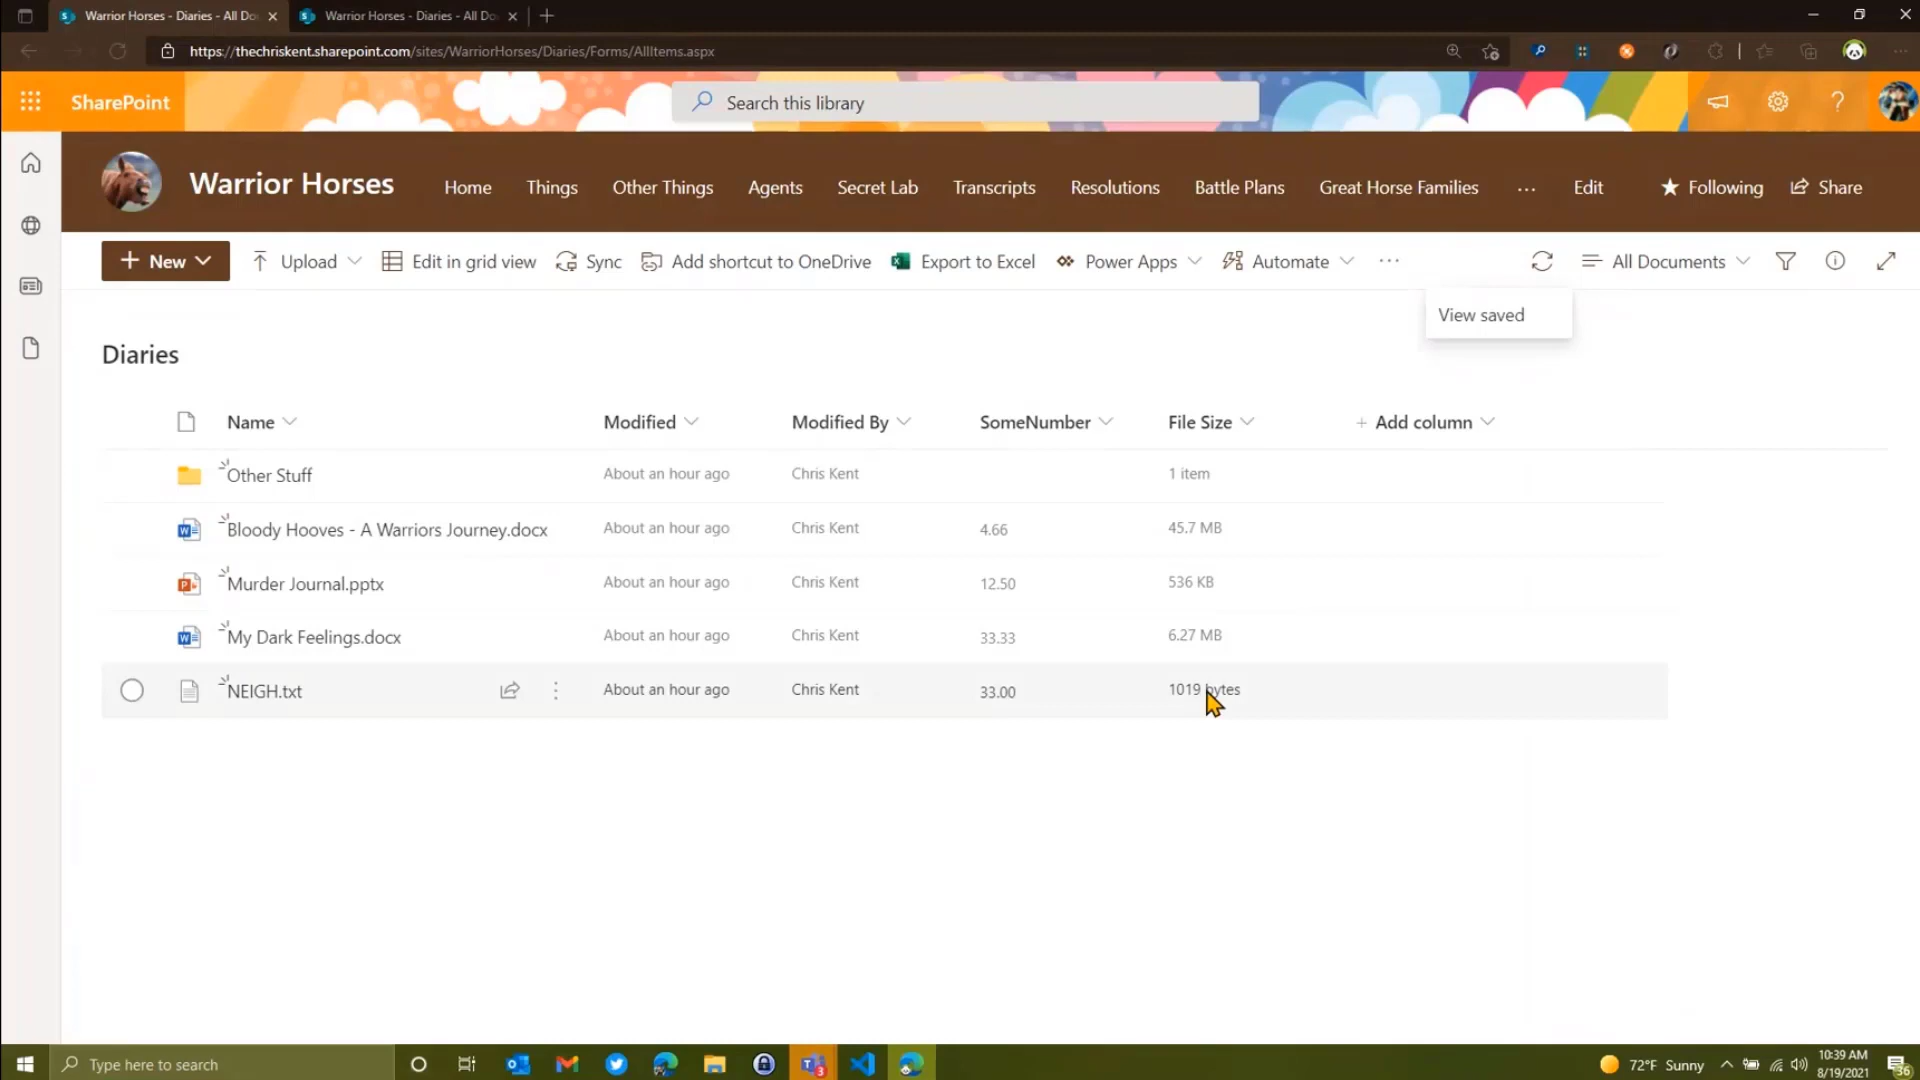 Warrior Horses - Diaries - All Do
Warrior Horses - Diaries - All Do
https://thechriskent.sharepoint.com/sites/WarriorHorses/Diaries/Forms/AllItems.aspx
SharePoint
Search this library
Warrior Horses
Home Things Other Things Agents Secret Lab Transcripts Resolutions Battle Plans Great Horse Families ··· Edit Following Share
+ New Upload Edit in grid view Sync Add shortcut to OneDrive Export to Excel Power Apps Automate ··· All Documents
View saved
Diaries
Name Modified Modified By SomeNumber File Size + Add column
Other Stuff About an hour ago Chris Kent 1 item
Bloody Hooves - A Warriors Journey.docx About an hour ago Chris Kent 4.66 45.7 MB
Murder Journal.pptx About an hour ago Chris Kent 12.50 536 KB
My Dark Feelings.docx About an hour ago Chris Kent 33.33 6.27 MB
NEIGH.txt About an hour ago Chris Kent 33.00 1019 bytes
Type here to search
72°F Sunny
10:39 AM
8/19/2021
36